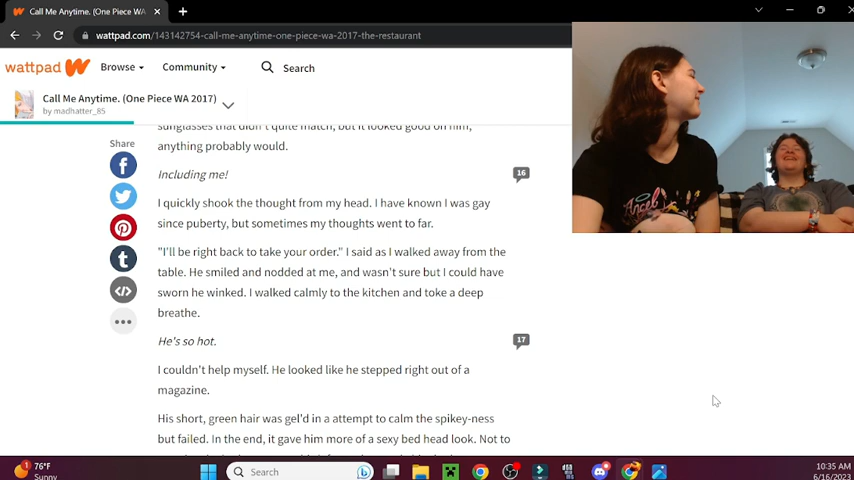 Call Me Anytime. (One Piece WA
wattpad.com/143142754-call-me-anytime-one-piece-wa-2017-the-restaurant
wattpad
Browse
Community
Search
Call Me Anytime. (One Piece WA 2017)
by madhatter_85
Share
sunglasses that didn't quite match, but it looked good on him,
anything probably would.
Including me!
16
I quickly shook the thought from my head. I have known I was gay
since puberty, but sometimes my thoughts went to far.
"I'll be right back to take your order." I said as I walked away from the
table. He smiled and nodded at me, and wasn't sure but I could have
sworn he winked. I walked calmly to the kitchen and toke a deep
breathe.
He's so hot.
17
I couldn't help myself. He looked like he stepped right out of a
magazine.
His short, green hair was gel'd in a attempt to calm the spikey-ness
but failed. In the end, it gave him more of a sexy bed head look. Not to
Angel
1
76°F
Sunny
Search
10:35 AM
6/16/2023